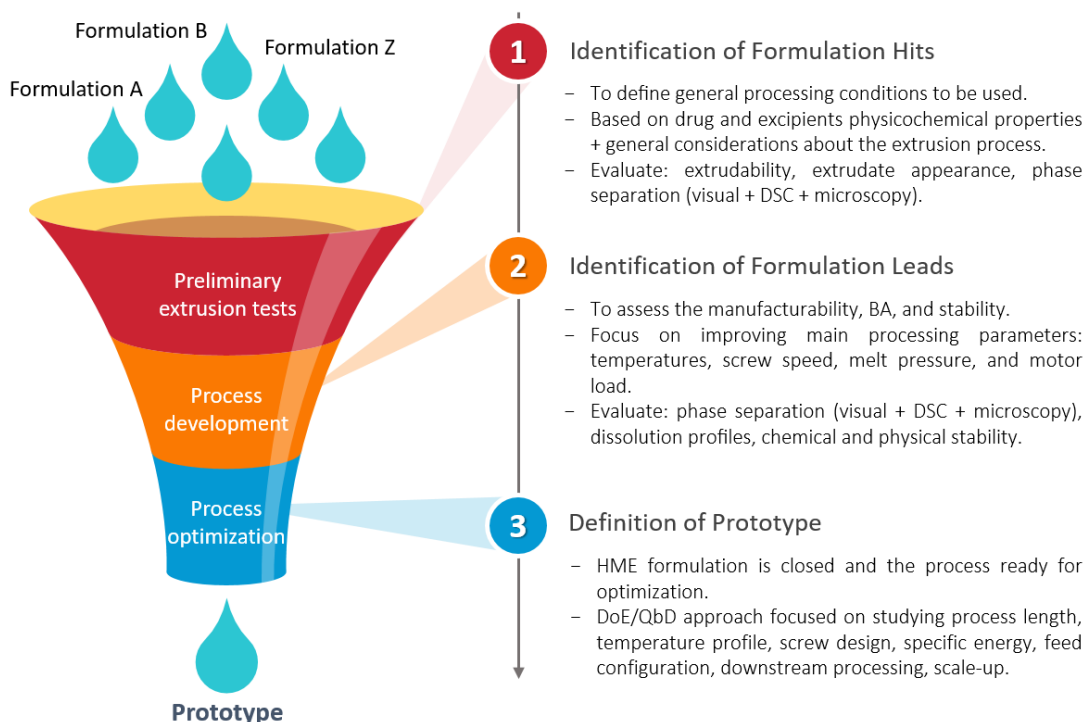 Formulation B
Formulation Z
Formulation A
Preliminary
extrusion tests
Process
development
Process
optimization
Prototype
1
Identification of Formulation Hits
– To define general processing conditions to be used.
– Based on drug and excipients physicochemical properties
+ general considerations about the extrusion process.
– Evaluate: extrudability, extrudate appearance, phase
separation (visual + DSC + microscopy).
2
Identification of Formulation Leads
– To assess the manufacturability, BA, and stability.
– Focus on improving main processing parameters:
temperatures, screw speed, melt pressure, and motor
load.
– Evaluate: phase separation (visual + DSC + microscopy),
dissolution profiles, chemical and physical stability.
3
Definition of Prototype
– HME formulation is closed and the process ready for
optimization.
– DoE/QbD approach focused on studying process length,
temperature profile, screw design, specific energy, feed
configuration, downstream processing, scale-up.